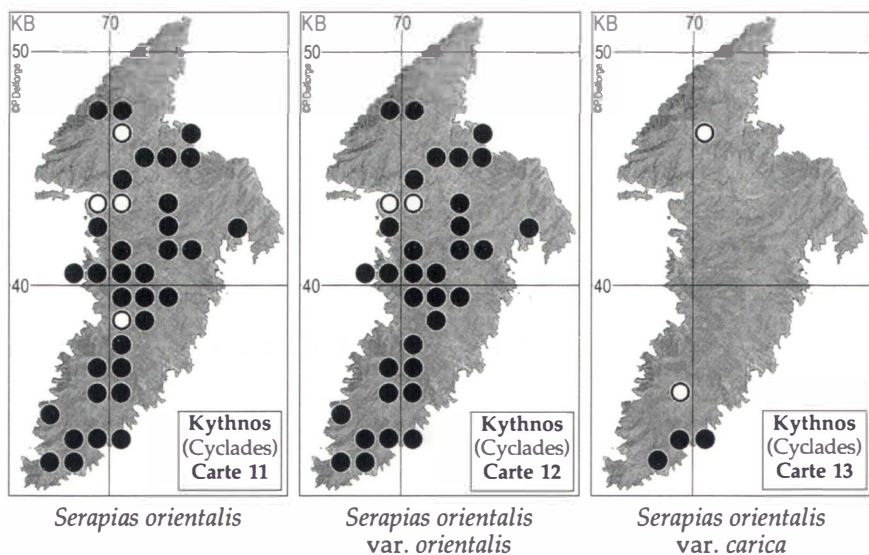 KB
70
50
40
©P Delforge
Kythnos
(Cyclades)
Carte 11
Serapias orientalis
KB
70
50
40
©P Delforge
Kythnos
(Cyclades)
Carte 12
Serapias orientalis
var. orientalis
KB
70
50
40
©P Delforge
Kythnos
(Cyclades)
Carte 13
Serapias orientalis
var. carica